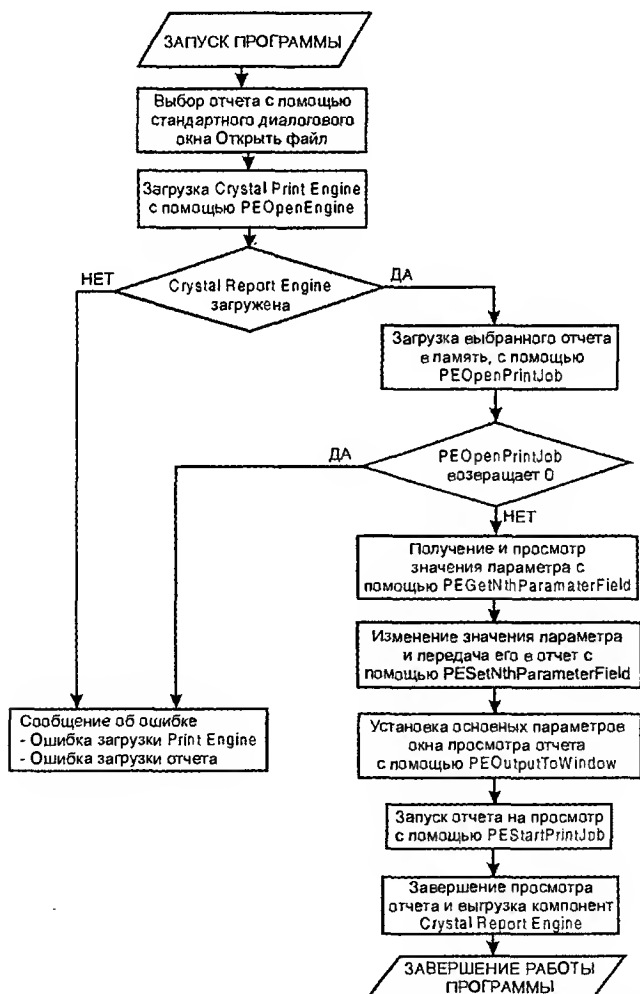 ЗАПУСК ПРОГРАММЫ
Выбор отчета с помощью
стандартного диалогового
окна Открыть файл
Загрузка Crystal Print Engine
с помощью PEOpenEngine
НЕТ
Crystal Report Engine
загружена
ДА
Загрузка выбранного отчета
в память, с помощью
PEOpenPrintJob
ДА
PEOpenPrintJob
возвращает 0
НЕТ
Получение и просмотр
значения параметра с
помощью PEGetNthParamaterField
Изменение значения параметра
и передача его в отчет с
помощью PESetNthParameterField
Сообщение об ошибке
- Ошибка загрузки Print Engine
- Ошибка загрузки отчета
Установка основных параметров
окна просмотра отчета
с помощью PEOutputToWindow
Запуск отчета на просмотр
с помощью PEStartPrintJob
Завершение просмотра
отчета и выгрузка компонент
Crystal Report Engine
ЗАВЕРШЕНИЕ РАБОТЫ
ПРОГРАММЫ